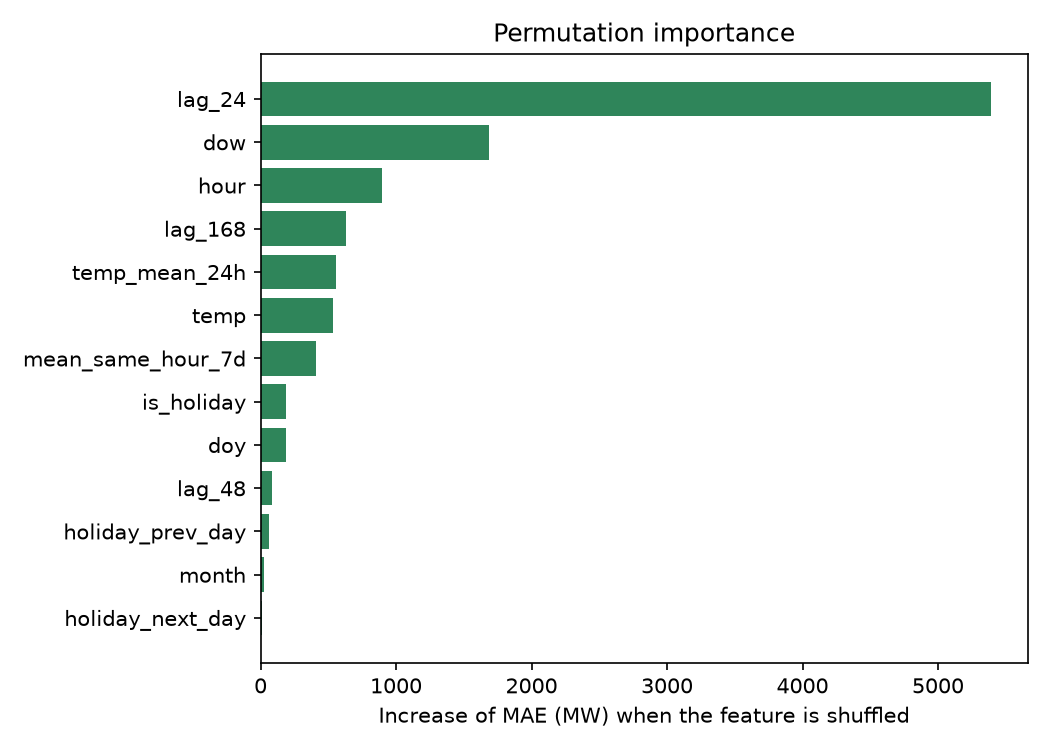 Permutation importance
lag_24
dow
hour
lag_168
temp_mean_24h
temp
mean_same_hour_7d
is_holiday
doy
lag_48
holiday_prev_day
month
holiday_next_day
0 1000 2000 3000 4000 5000
Increase of MAE (MW) when the feature is shuffled